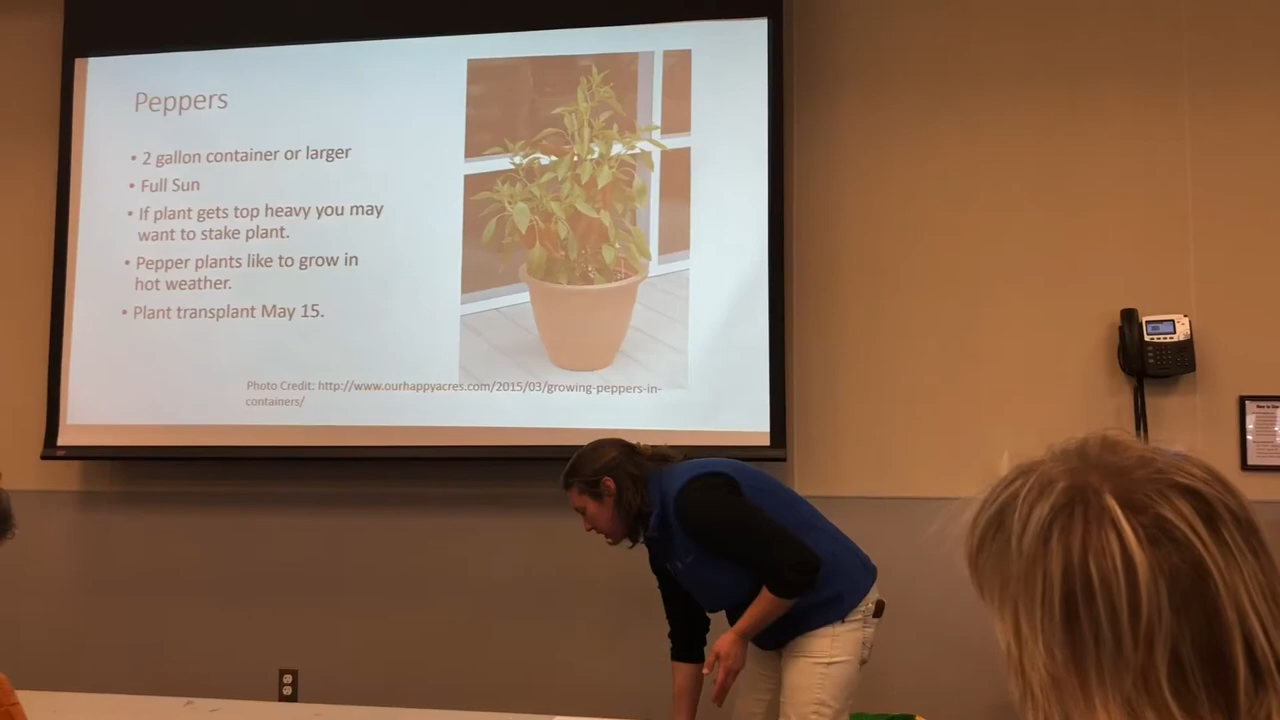 Peppers
• 2 gallon container or larger
• Full Sun
• If plant gets top heavy you may
want to stake plant.
• Pepper plants like to grow in
hot weather.
• Plant transplant May 15.
Photo Credit: http://www.ourhappyacres.com/2015/03/growing-peppers-in-
containers/